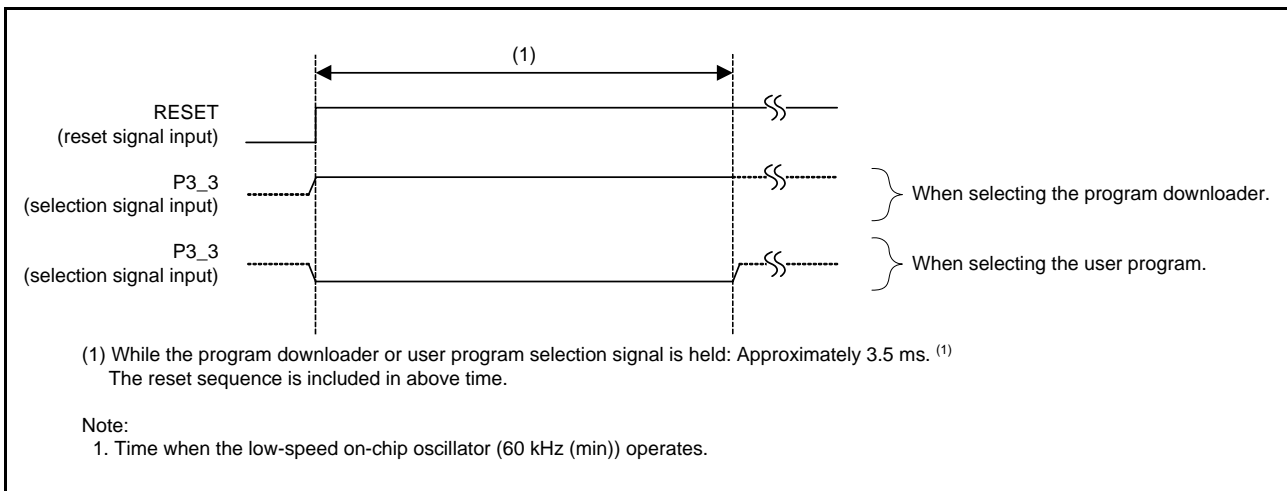 (1)
RESET
(reset signal input)
P3_3
(selection signal input)
When selecting the program downloader.
P3_3
(selection signal input)
When selecting the user program.
(1) While the program downloader or user program selection signal is held: Approximately 3.5 ms. (1)
The reset sequence is included in above time.
Note:
1. Time when the low-speed on-chip oscillator (60 kHz (min)) operates.